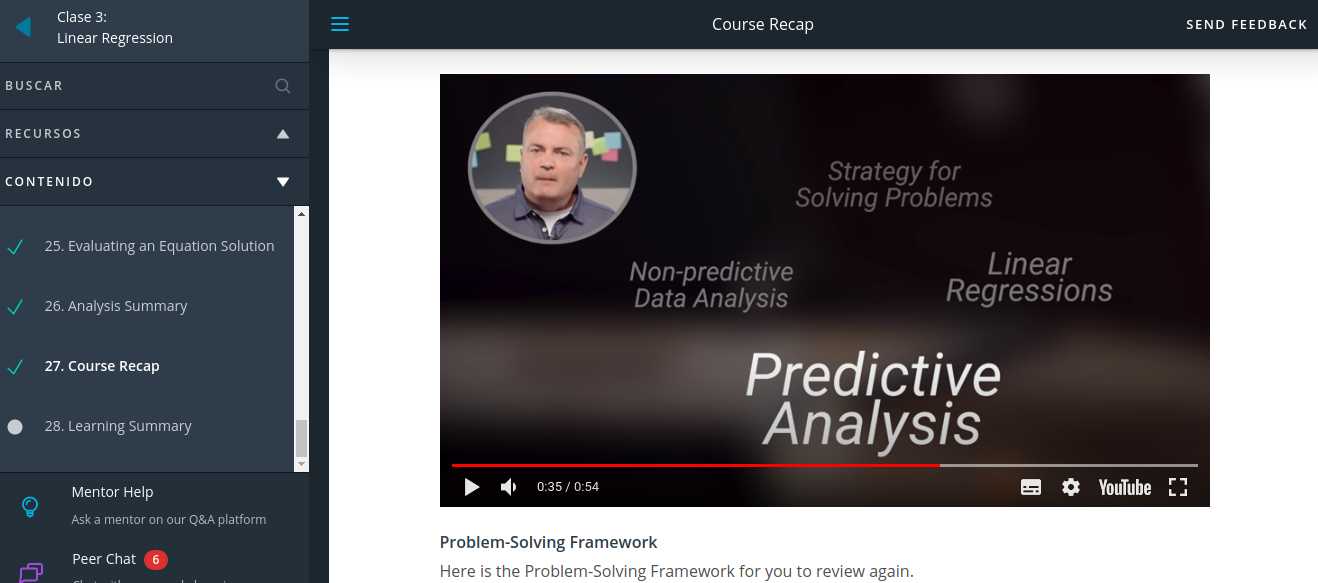 Clase 3:
Linear Regression
BUSCAR
RECURSOS
CONTENIDO
25. Evaluating an Equation Solution
26. Analysis Summary
27. Course Recap
28. Learning Summary
Mentor Help
Ask a mentor on our Q&A platform
Peer Chat 6
Course Recap
SEND FEEDBACK
Strategy for
Solving Problems
Non-predictive
Data Analysis
Linear
Regressions
Predictive
Analysis
0:35 / 0:54
YouTube
Problem-Solving Framework
Here is the Problem-Solving Framework for you to review again.